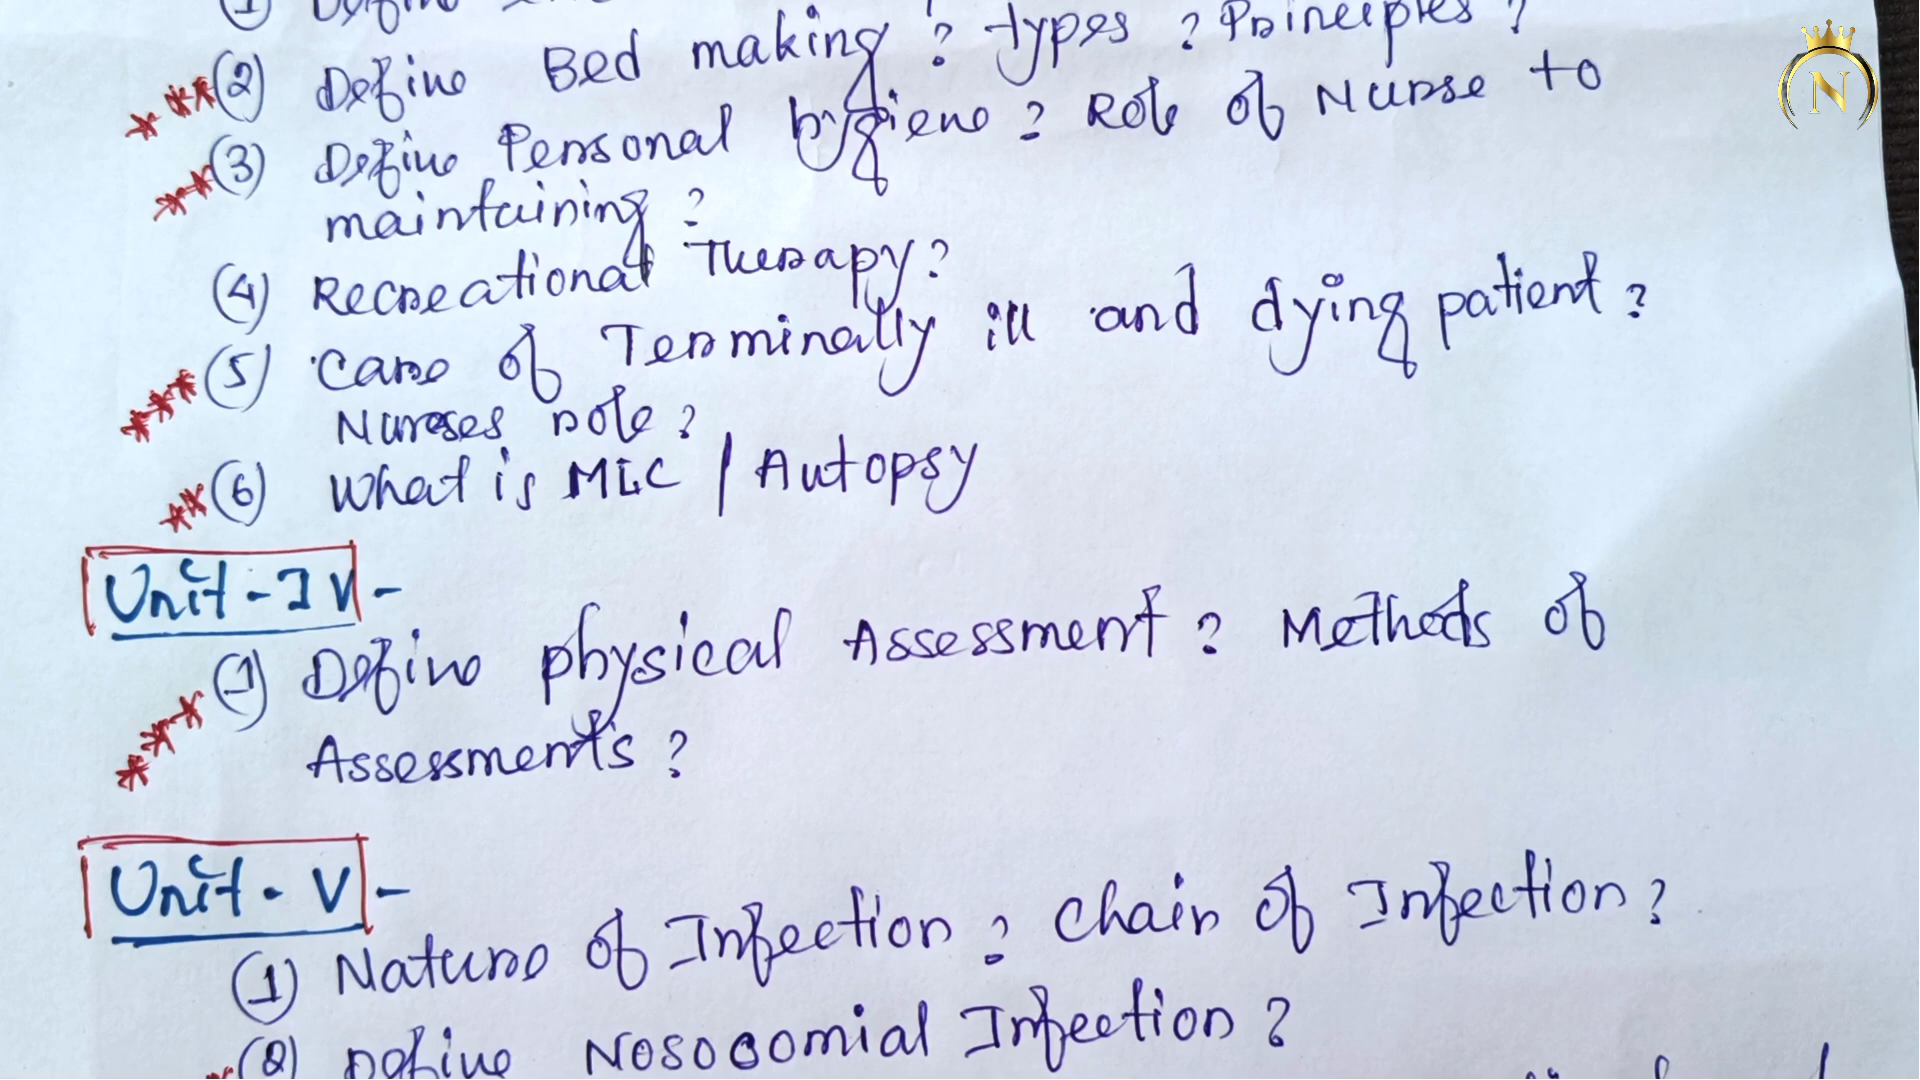 (1) Define
*** (2) Define Bed making ? types ? Principles ?
** (3) Define Personal hygiene ? Role of Nurse to
maintaining ?
(4) Recreational Therapy ?
*** (5) Care of Terminally ill and dying patient ?
Nurses role ?
** (6) What is MLC / Autopsy
Unit - IV -
*** (1) Define physical Assessment ? Methods of
Assessments ?
Unit - V -
(1) Nature of Infection ? Chain of Infection ?
* (2) Define Nosocomial Infection ?
N